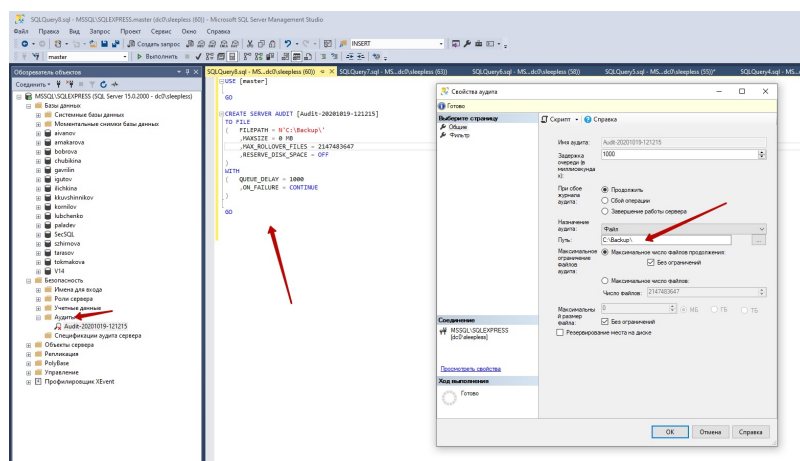 SQLQuery8.sql - MSSQL\SQLEXPRESS.master (dc0\sleepless (60)) - Microsoft SQL Server Management Studio
Файл Правка Вид Запрос Проект Сервис Окно Справка
Создать запрос
INSERT
master
Выполнить
Обозреватель объектов
Соединить
MSSQL\SQLEXPRESS (SQL Server 15.0.2000 - dc0\sleepless)
Базы данных
Системные базы данных
Моментальные снимки базы данных
aivanov
amakarova
bobrova
chubikina
gavrilin
igutov
ilichkina
kkuvshinnikov
kornilov
lubchenko
paladev
SecSQL
szhirnova
tarasov
tokmakova
V14
Безопасность
Имена для входа
Роли сервера
Учетные данные
Аудиты
Audit-20201019-121215
Спецификации аудита сервера
Объекты сервера
Репликация
PolyBase
Управление
Профилировщик XEvent
SQLQuery8.sql - MS...dc0\sleepless (60))
SQLQuery7.sql - MS...dc0\sleepless (63))
SQLQuery6.sql - MS...dc0\sleepless (58))
SQLQuery5.sql - MS...dc0\sleepless (55))*
SQLQuery4.sql - MS...
USE [master]
GO
CREATE SERVER AUDIT [Audit-20201019-121215]
TO FILE
( FILEPATH = N'C:\Backup\'
,MAXSIZE = 0 MB
,MAX_ROLLOVER_FILES = 2147483647
,RESERVE_DISK_SPACE = OFF
)
WITH
( QUEUE_DELAY = 1000
,ON_FAILURE = CONTINUE
)
GO
Свойства аудита
Готово
Выберите страницу
Общие
Фильтр
Соединение
MSSQL\SQLEXPRESS
[dc0\sleepless]
Просмотреть свойства
Ход выполнения
Готово
Скрипт Справка
Имя аудита: Audit-20201019-121215
Задержка 1000
очереди (в
миллисекунда
х):
При сбое Продолжить
журнала
аудита: Сбой операции
Завершение работы сервера
Назначение
аудита: Файл
Путь: C:\Backup\ ...
Максимальное Максимальное число файлов продолжения:
ограничение
файлов Без ограничений
аудита:
Максимальное число файлов:
Число файлов: 2147483647
Максимальны 0 МБ ГБ ТБ
й размер
файла: Без ограничений
Резервирование места на диске
OK Отмена Справка